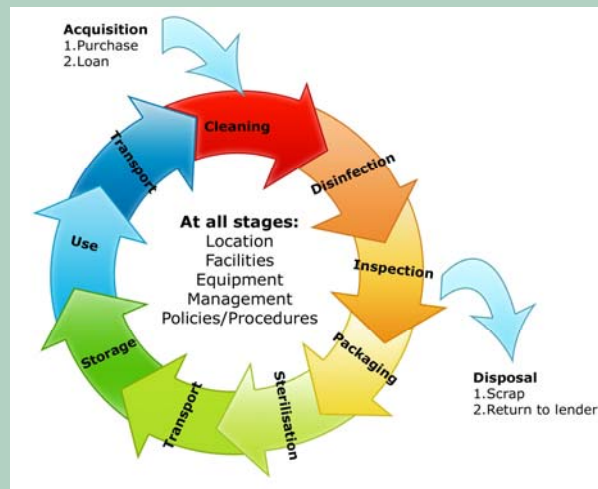 Acquisition
1.Purchase
2.Loan
Cleaning
Disinfection
Inspection
Packaging
Sterilisation
Transport
Storage
Use
Transport
At all stages:
Location
Facilities
Equipment
Management
Policies/Procedures
Disposal
1.Scrap
2.Return to lender